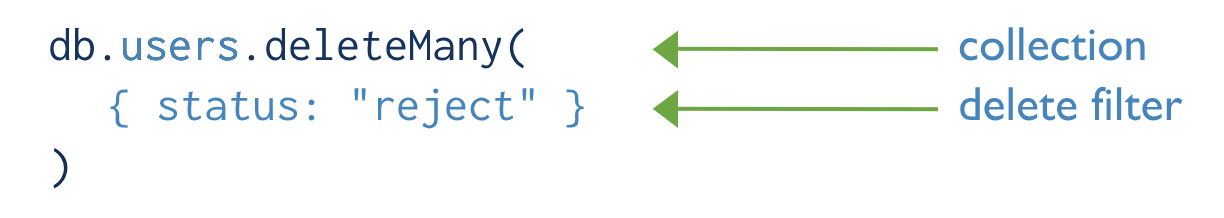 db.users.deleteMany( collection
{ status: "reject" } delete filter
)